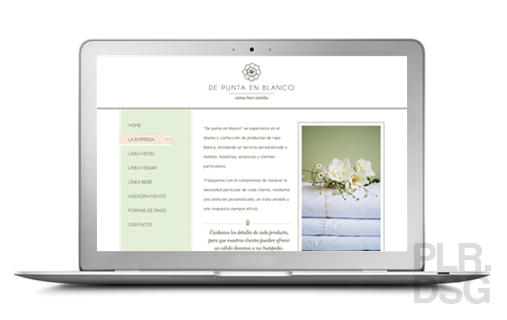 DE PUNTA EN BLANCO
camas bien vestidas
HOME
LA EMPRESA
LÍNEA HOTEL
LÍNEA HOGAR
LÍNEA BEBÉ
ASESORAMIENTO
FORMAS DE PAGO
CONTACTO
"De punta en blanco" se especializa en el
diseño y confección de productos de ropa
blanca, brindando un servicio personalizado a
hoteles, hosterías, estancias y clientes
particulares.
Trabajamos con el compromiso de resolver la
necesidad particular de cada cliente, mediante
una atención personalizada, un trato amable y
una respuesta siempre eficaz.
Cuidamos los detalles de cada producto,
para que nuestros clientes puedan ofrecer
un cálido descanso a sus huéspedes.
PLR.
DSG